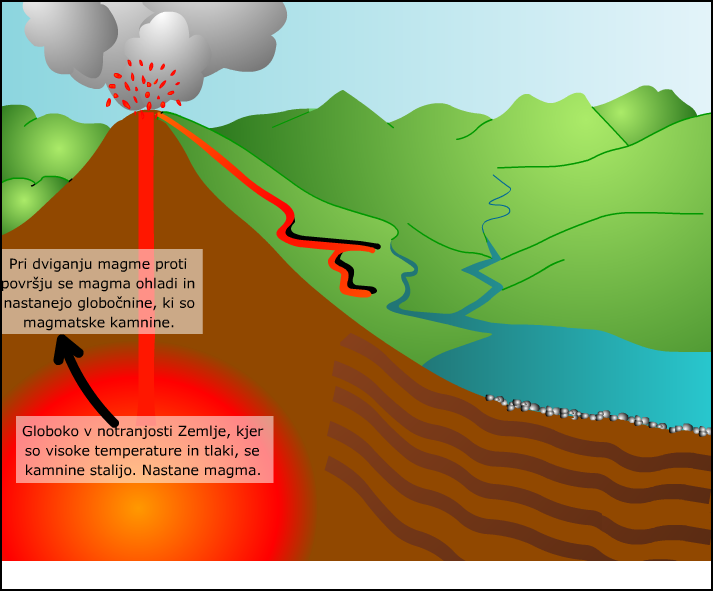 Pri dviganju magme proti
površju se magma ohladi in
nastanejo globočnine, ki so
magmatske kamnine.
Globoko v notranjosti Zemlje, kjer
so visoke temperature in tlaki, se
kamnine stalijo. Nastane magma.